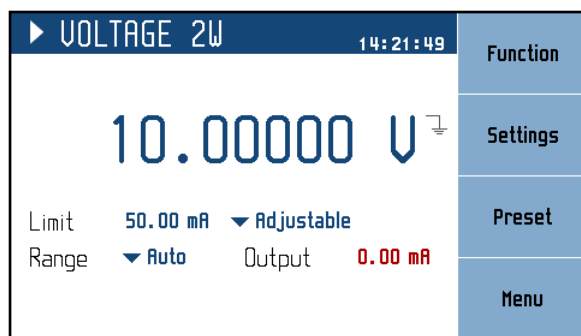 VOLTAGE 2W 14:21:49
Function
10.00000 V
Settings
Limit 50.00 mA Adjustable
Preset
Range Auto Output 0.00 mA
Menu